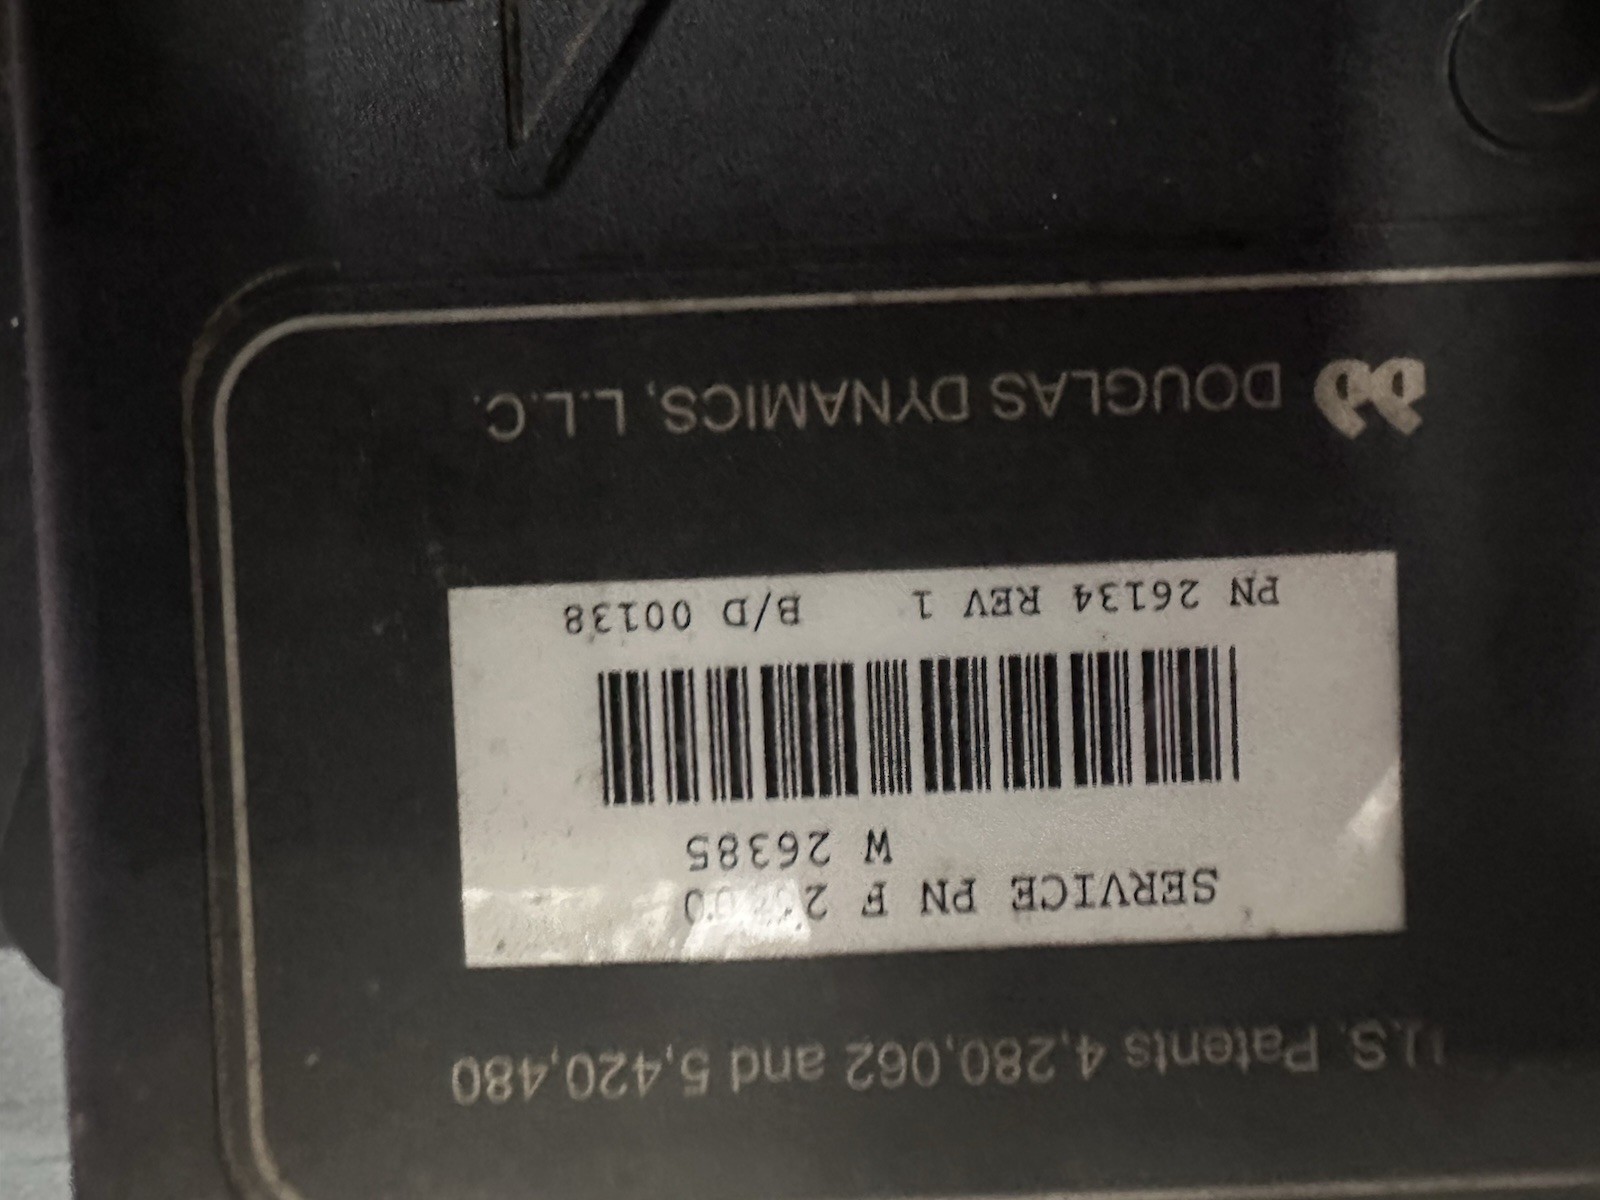 U.S. Patents 4,280,062 and 5,420,480
SERVICE PN F
W 26385
PN 26134 REV 1 B/D 00138
DOUGLAS DYNAMICS, L.L.C.